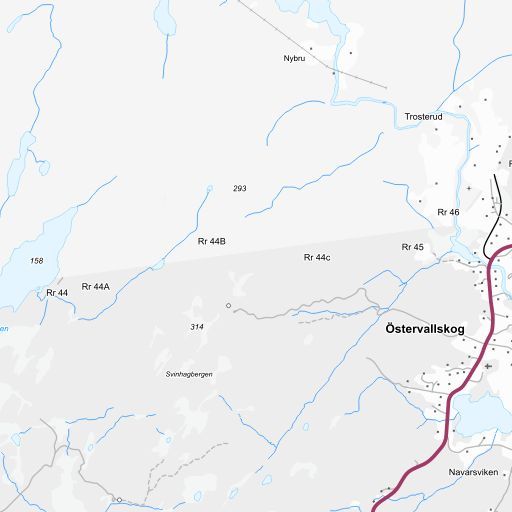 Nybru
Trosterud
293
Rr 46
Rr 44B
Rr 45
158
Rr 44c
Rr 44A
Rr 44
314
Östervallskog
Svinhagbergen
Navarsviken